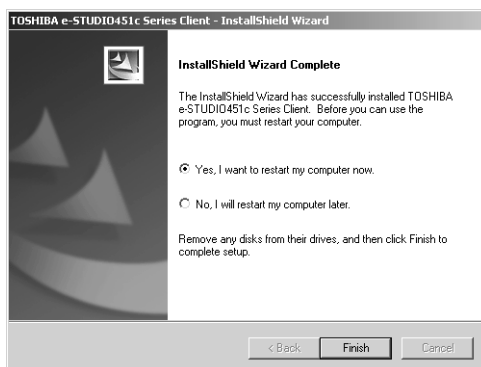 TOSHIBA e-STUDIO451c Series Client - InstallShield Wizard
InstallShield Wizard Complete
The InstallShield Wizard has successfully installed TOSHIBA
e-STUDIO451c Series Client.  Before you can use the
program, you must restart your computer.
Yes, I want to restart my computer now.
No, I will restart my computer later.
Remove any disks from their drives, and then click Finish to
complete setup.
< Back
Finish
Cancel